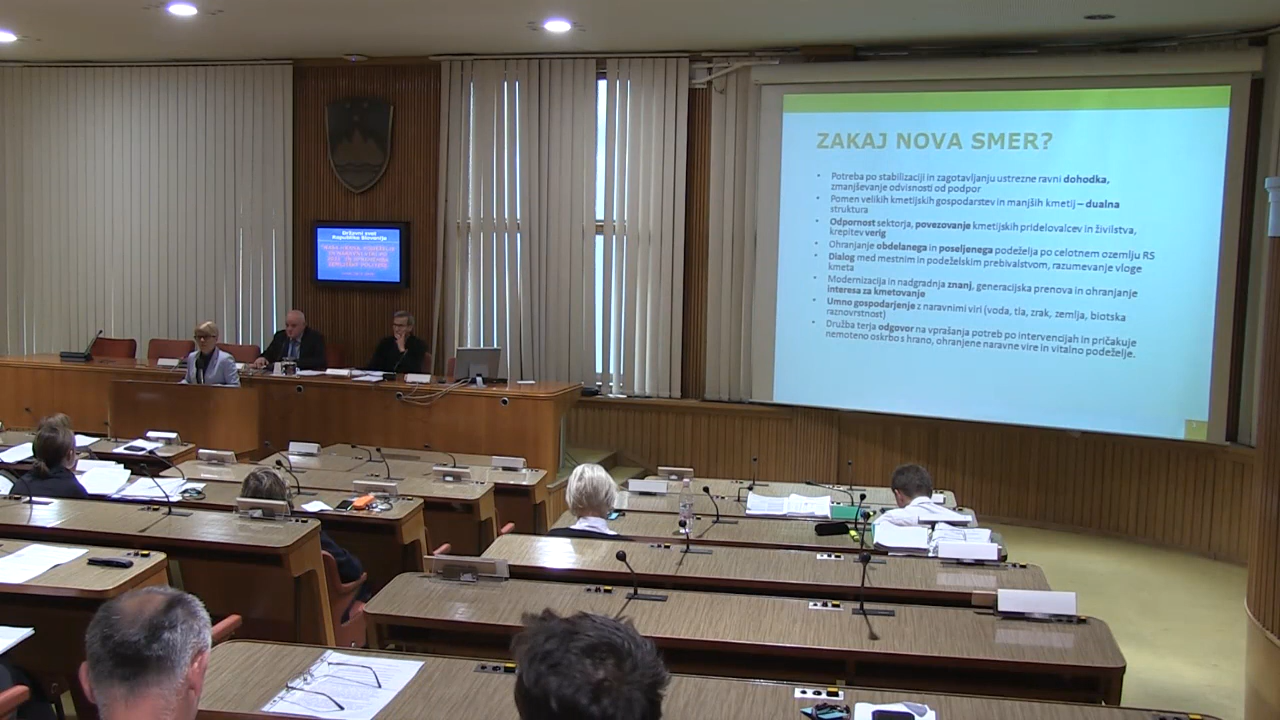 ZAKAJ NOVA SMER?
• Potreba po stabilizaciji in zagotavljanju ustrezne ravni dohodka,
zmanjševanje odvisnosti od podpor
• Pomen velikih kmetijskih gospodarstev in manjših kmetij – dualna
struktura
• Odpornost sektorja, povezovanje kmetijskih pridelovalcev in živilstva,
krepitev verig
• Ohranjanje obdelanega in poseljenega podeželja po celotnem ozemlju RS
• Dialog med mestnim in podeželskim prebivalstvom, razumevanje vloge
kmeta
• Modernizacija in nadgradnja znanj, generacijska prenova in ohranjanje
interesa za kmetovanje
• Umno gospodarjenje z naravnimi viri (voda, tla, zrak, zemlja, biotska
raznovrstnost)
• Družba terja odgovor na vprašanja potreb po intervencijah in pričakuje
nemoteno oskrbo s hrano, ohranjene naravne vire in vitalno podeželje.
Državni svet
Republike Slovenije